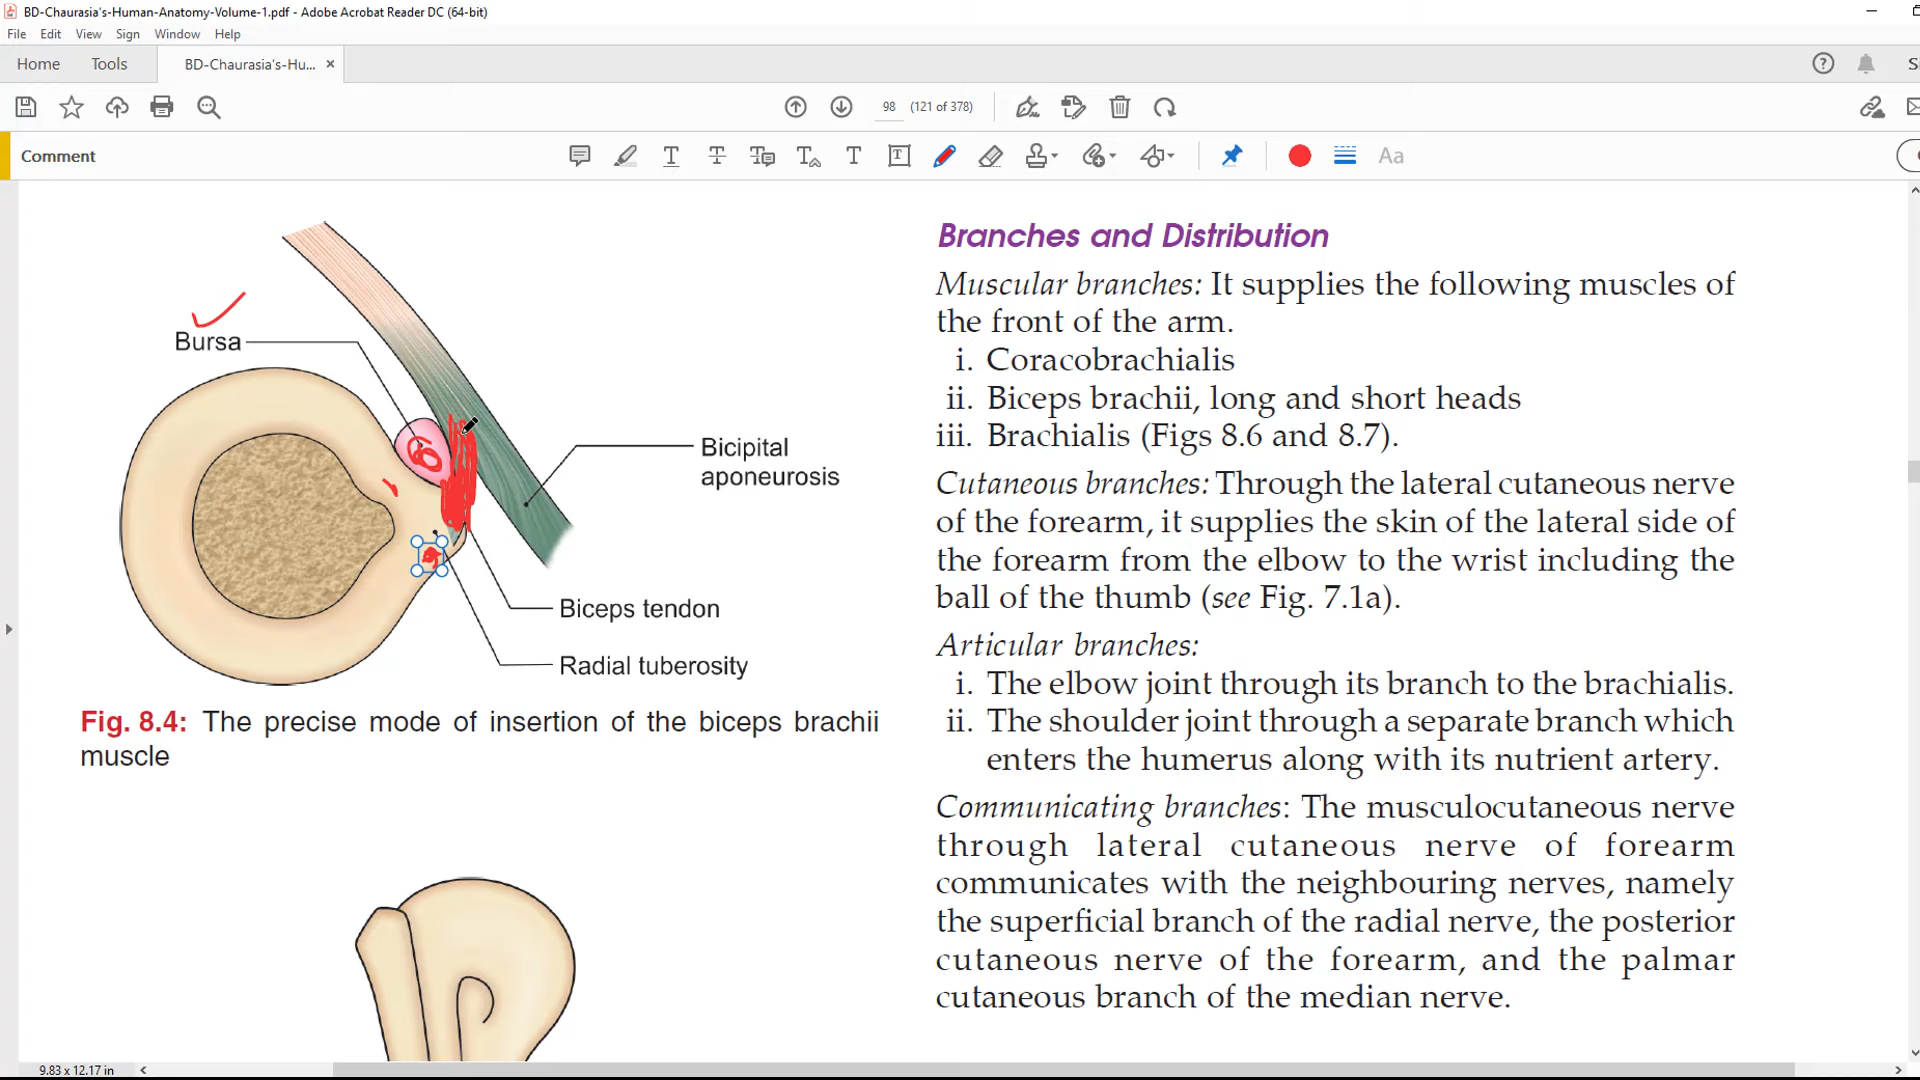 BD-Chaurasia's-Human-Anatomy-Volume-1.pdf - Adobe Acrobat Reader DC (64-bit)
File Edit View Sign Window Help
Home Tools BD-Chaurasia's-Hu... ×
98 (121 of 378)
Comment
Aa
Bursa
Bicipital
aponeurosis
Biceps tendon
Radial tuberosity
Fig. 8.4: The precise mode of insertion of the biceps brachii
muscle
Branches and Distribution
Muscular branches: It supplies the following muscles of
the front of the arm.
i. Coracobrachialis
ii. Biceps brachii, long and short heads
iii. Brachialis (Figs 8.6 and 8.7).
Cutaneous branches: Through the lateral cutaneous nerve
of the forearm, it supplies the skin of the lateral side of
the forearm from the elbow to the wrist including the
ball of the thumb (see Fig. 7.1a).
Articular branches:
i. The elbow joint through its branch to the brachialis.
ii. The shoulder joint through a separate branch which
enters the humerus along with its nutrient artery.
Communicating branches: The musculocutaneous nerve
through lateral cutaneous nerve of forearm
communicates with the neighbouring nerves, namely
the superficial branch of the radial nerve, the posterior
cutaneous nerve of the forearm, and the palmar
cutaneous branch of the median nerve.
9.83 x 12.17 in